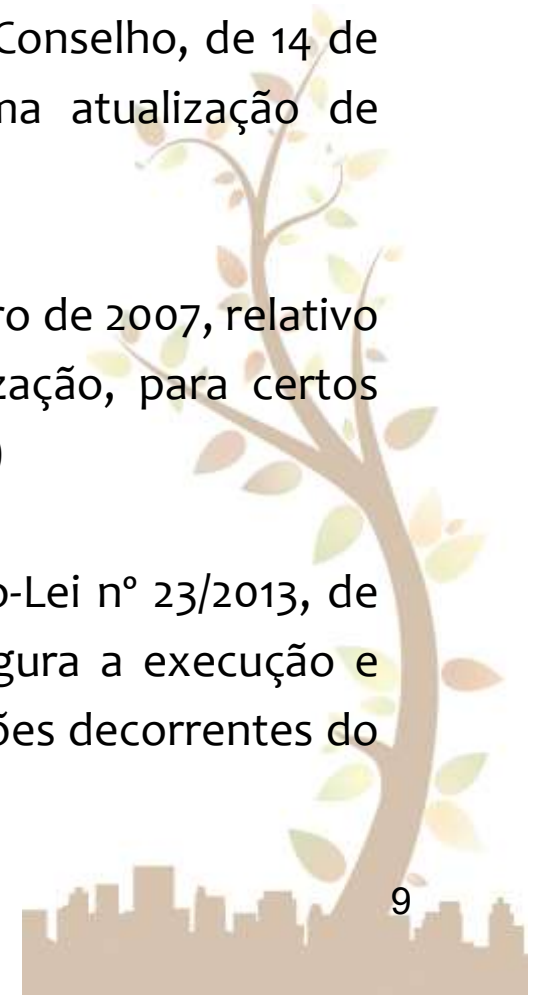 Conselho, de 14 de
ma atualização de
ro de 2007, relativo
zação, para certos
)
o-Lei nº 23/2013, de
gura a execução e
ões decorrentes do
9